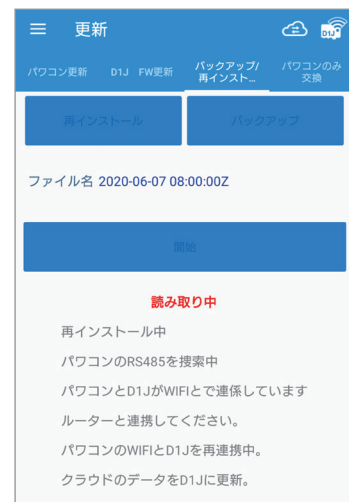 更新
D1J
パワコン更新 D1J FW更新 バックアップ/ パワコンのみ
再インスト... 交換
再インストール バックアップ
ファイル名 2020-06-07 08:00:00Z
開始
読み取り中
再インストール中
パワコンのRS485を捜索中
パワコンとD1JがWIFIとで連係しています
ルーターと連携してください。
パワコンのWIFIとD1Jを再連携中。
クラウドのデータをD1Jに更新。